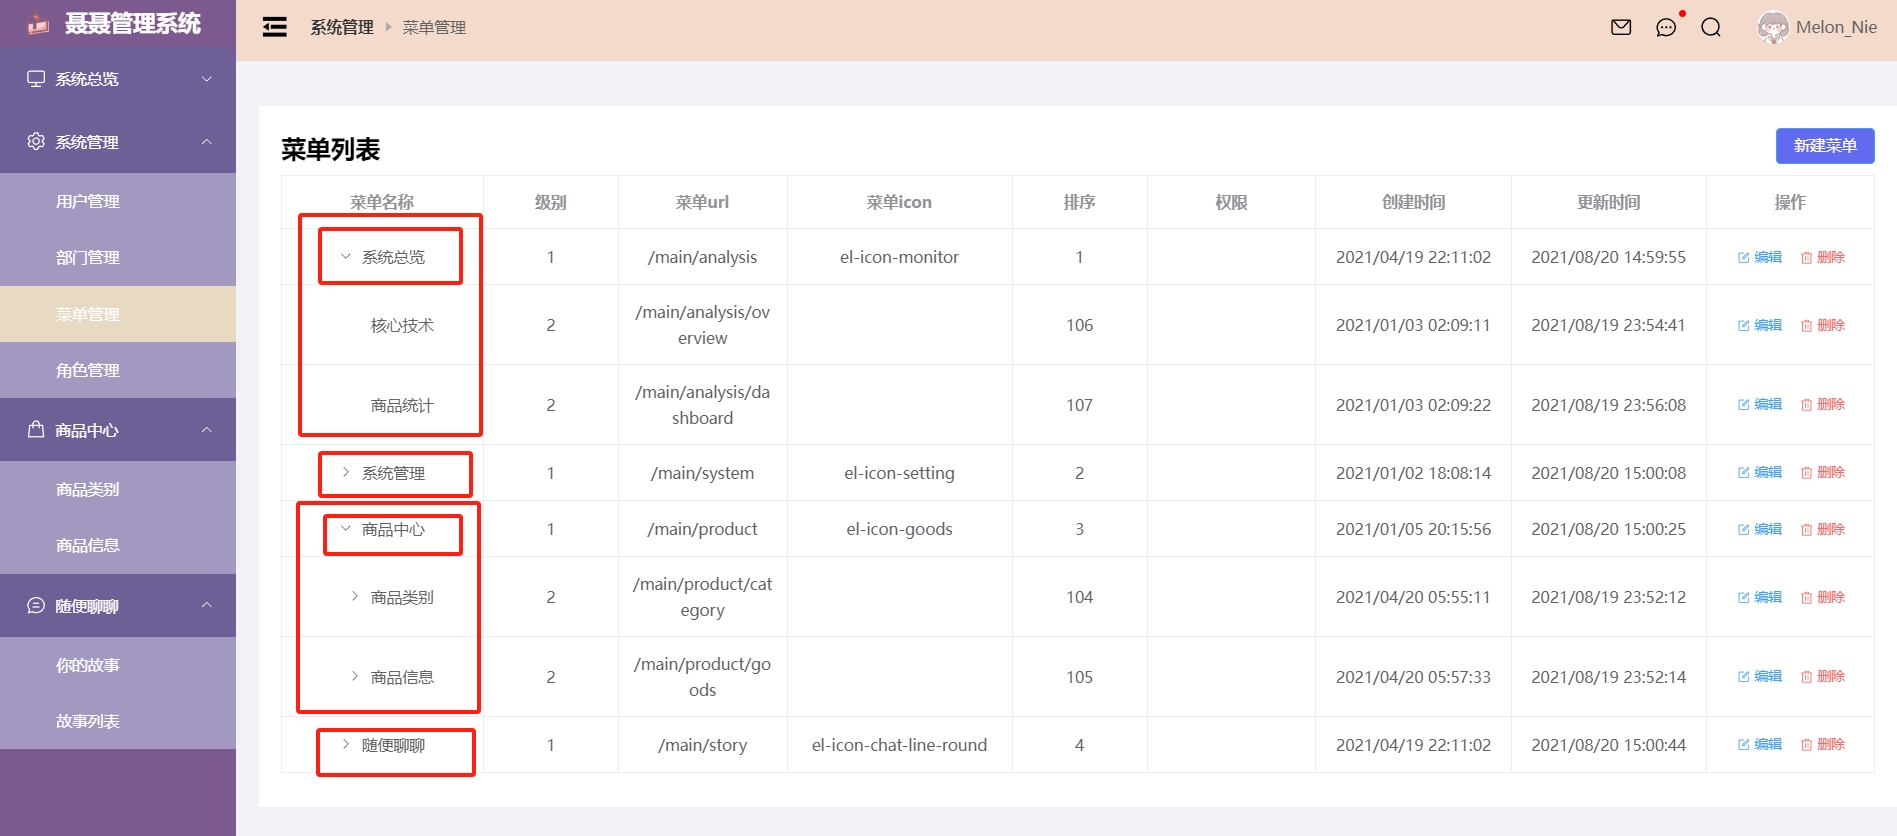 聂聂管理系统
系统管理 菜单管理 Melon_Nie
系统总览
系统管理
用户管理
部门管理
菜单管理
角色管理
商品中心
商品类别
商品信息
随便聊聊
你的故事
故事列表
菜单列表
新建菜单
菜单名称 级别 菜单url 菜单icon 排序 权限 创建时间 更新时间 操作
系统总览 1 /main/analysis el-icon-monitor 1 2021/04/19 22:11:02 2021/08/20 14:59:55 编辑 删除
核心技术 2 /main/analysis/ov
erview 106 2021/01/03 02:09:11 2021/08/19 23:54:41 编辑 删除
商品统计 2 /main/analysis/da
shboard 107 2021/01/03 02:09:22 2021/08/19 23:56:08 编辑 删除
系统管理 1 /main/system el-icon-setting 2 2021/01/02 18:08:14 2021/08/20 15:00:08 编辑 删除
商品中心 1 /main/product el-icon-goods 3 2021/01/05 20:15:56 2021/08/20 15:00:25 编辑 删除
商品类别 2 /main/product/cat
egory 104 2021/04/20 05:55:11 2021/08/19 23:52:12 编辑 删除
商品信息 2 /main/product/go
ods 105 2021/04/20 05:57:33 2021/08/19 23:52:14 编辑 删除
随便聊聊 1 /main/story el-icon-chat-line-round 4 2021/04/19 22:11:02 2021/08/20 15:00:44 编辑 删除